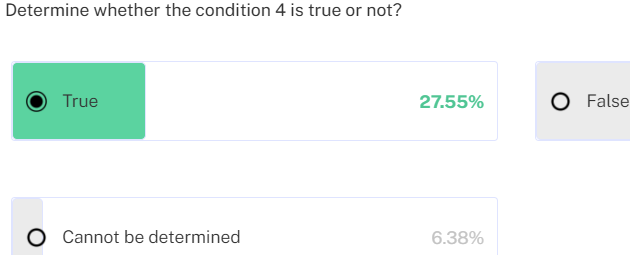 Determine whether the condition 4 is true or not?
True 27.55% False
Cannot be determined 6.38%